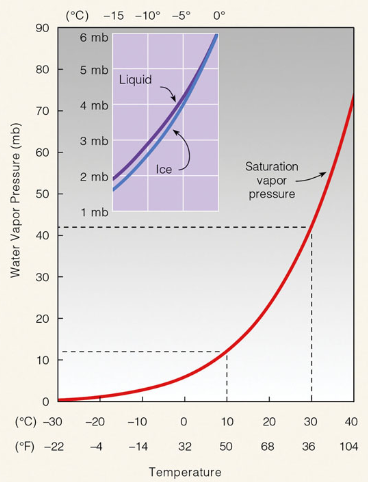 (°C) -15 -10° -5° 0°
90
80
70
60
50
40
30
20
10
0
Water Vapor Pressure (mb)
6 mb
5 mb
4 mb
3 mb
2 mb
1 mb
Liquid
Ice
Saturation
vapor
pressure
(°C) -30 -20 -10 0 10 20 30 40
(°F) -22 -4 -14 32 50 68 36 104
Temperature